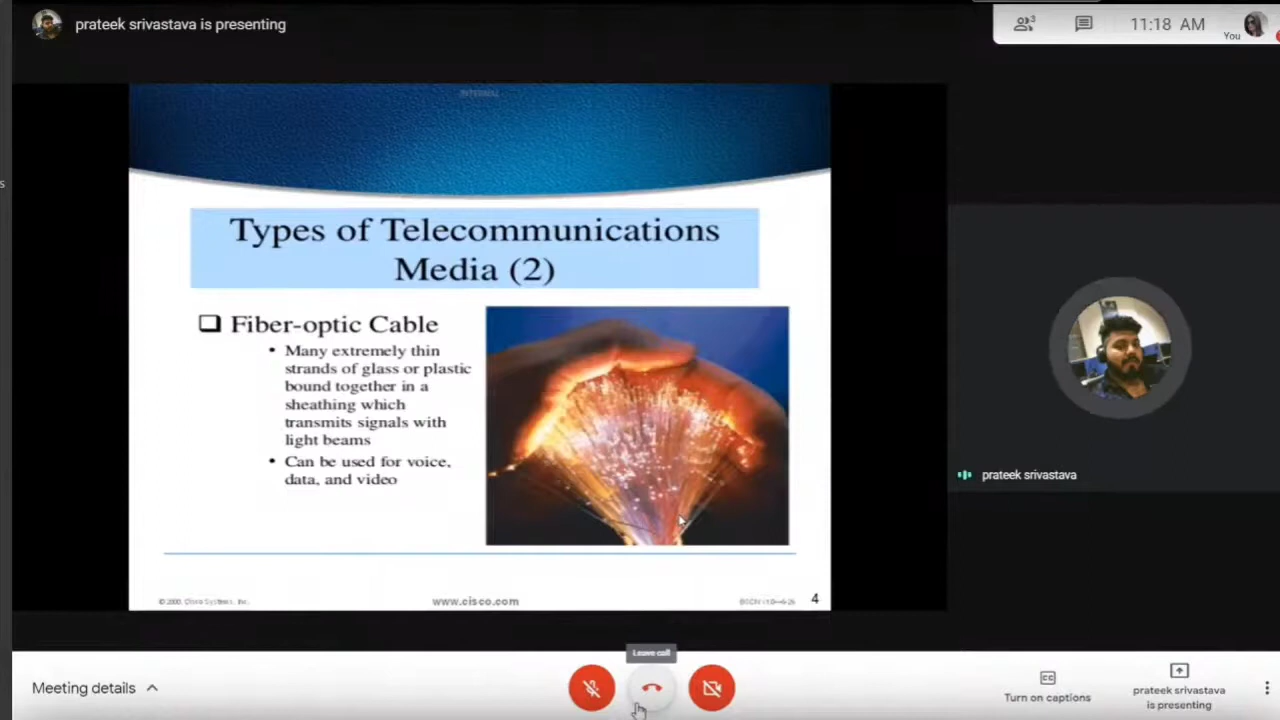 prateek srivastava is presenting
3
11:18 AM
You
INTERNAL
s
Types of Telecommunications
Media (2)
Fiber-optic Cable
• Many extremely thin
strands of glass or plastic
bound together in a
sheathing which
transmits signals with
light beams
• Can be used for voice,
data, and video
prateek srivastava
© 2000, Cisco Systems, Inc.
www.cisco.com
4
Leave call
Meeting details
CC
Turn on captions
prateek srivastava
is presenting